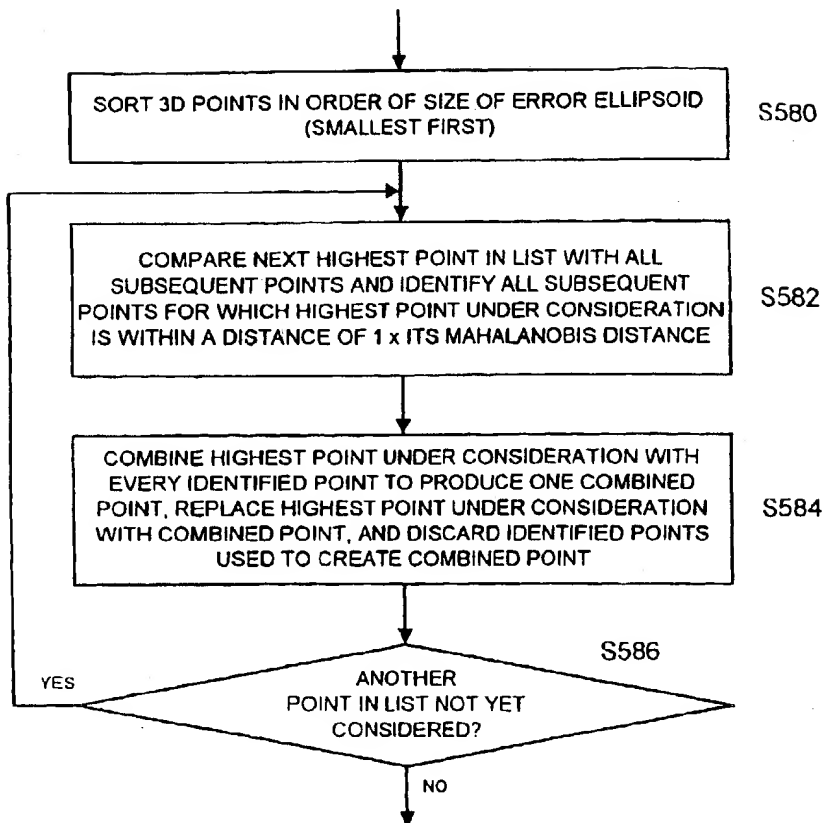 SORT 3D POINTS IN ORDER OF SIZE OF ERROR ELLIPSOID
(SMALLEST FIRST)
S580
COMPARE NEXT HIGHEST POINT IN LIST WITH ALL
SUBSEQUENT POINTS AND IDENTIFY ALL SUBSEQUENT
POINTS FOR WHICH HIGHEST POINT UNDER CONSIDERATION
IS WITHIN A DISTANCE OF 1 x ITS MAHALANOBIS DISTANCE
S582
COMBINE HIGHEST POINT UNDER CONSIDERATION WITH
EVERY IDENTIFIED POINT TO PRODUCE ONE COMBINED
POINT, REPLACE HIGHEST POINT UNDER CONSIDERATION
WITH COMBINED POINT, AND DISCARD IDENTIFIED POINTS
USED TO CREATE COMBINED POINT
S584
S586
YES
ANOTHER
POINT IN LIST NOT YET
CONSIDERED?
NO